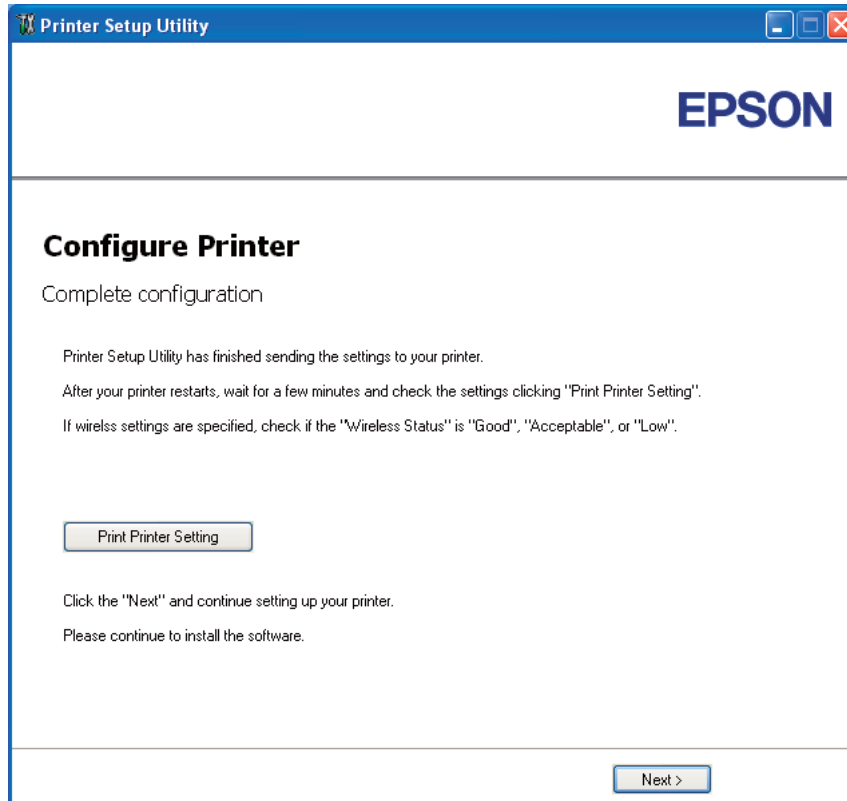 Printer Setup Utility
EPSON
Configure Printer
Complete configuration
Printer Setup Utility has finished sending the settings to your printer.
After your printer restarts, wait for a few minutes and check the settings clicking "Print Printer Setting".
If wirelss settings are specified, check if the "Wireless Status" is "Good", "Acceptable", or "Low".
Print Printer Setting
Click the "Next" and continue setting up your printer.
Please continue to install the software.
Next >